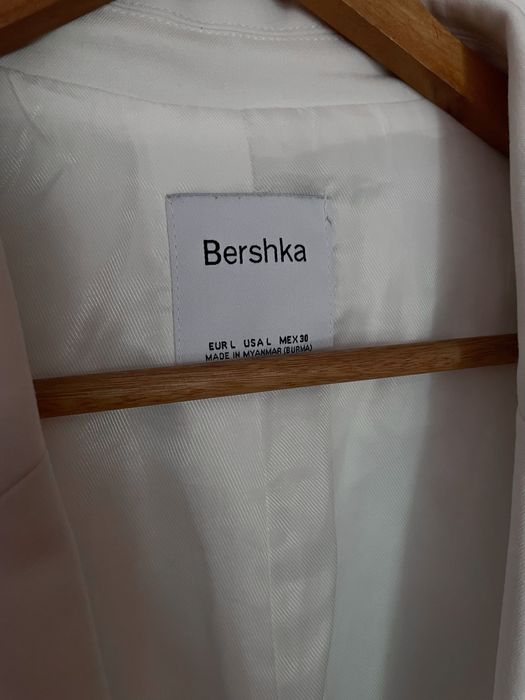 Bershka
EUR L USA L MEX 30
MADE IN MYANMAR (BURMA)